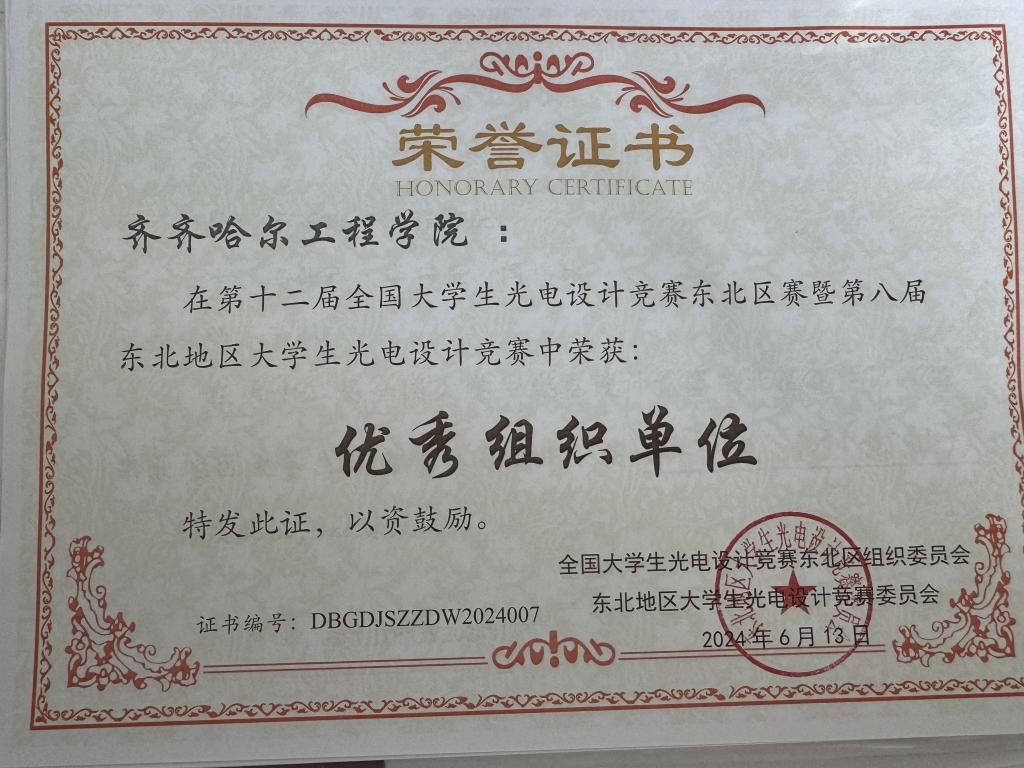 荣誉证书
HONORARY CERTIFICATE
齐齐哈尔工程学院：
在第十二届全国大学生光电设计竞赛东北区赛暨第八届
东北地区大学生光电设计竞赛中荣获：
优秀组织单位
特发此证，以资鼓励。
全国大学生光电设计竞赛东北区组织委员会
东北地区大学生光电设计竞赛委员会
证书编号：DBGDJSZZDW2024007
2024年6月13日